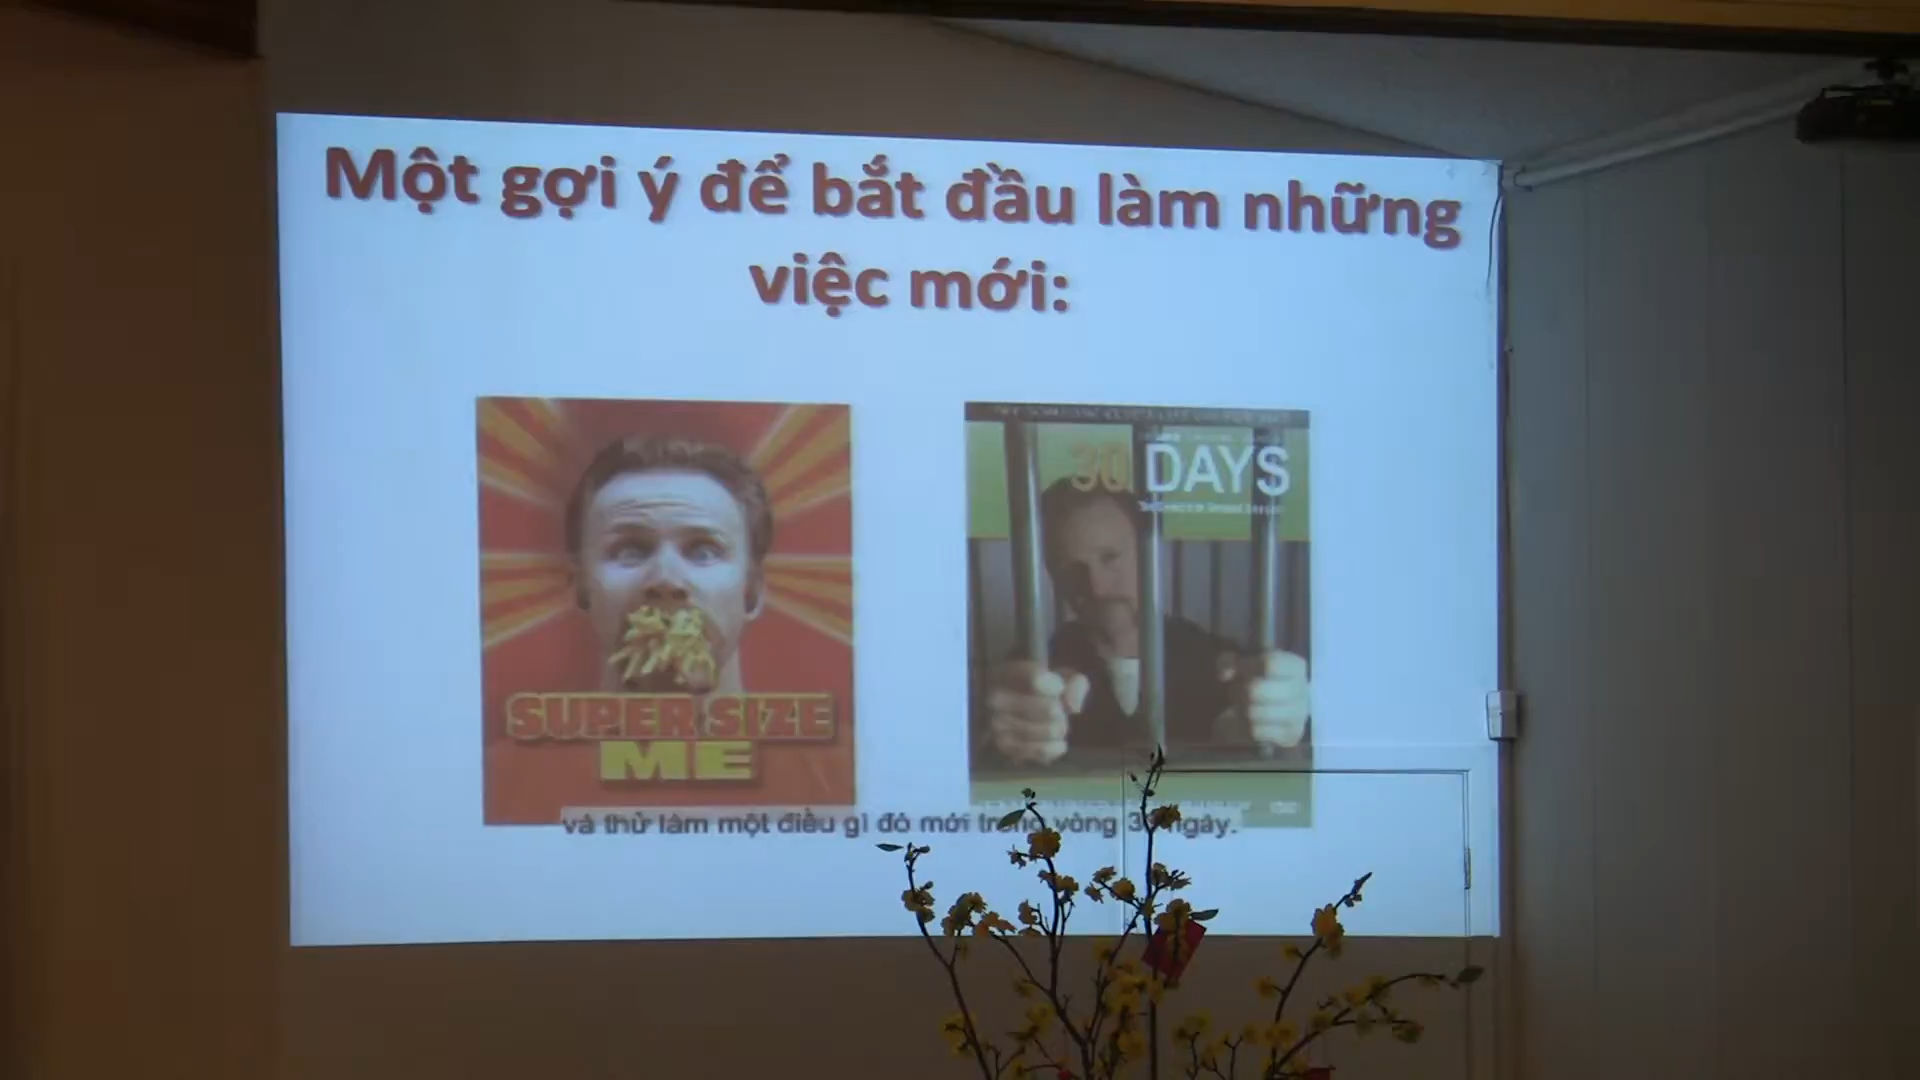 Một gợi ý để bắt đầu làm những
việc mới:
30 DAYS
SUPER SIZE
ME
và thử làm một điều gì đó mới trong vòng 30 ngày.